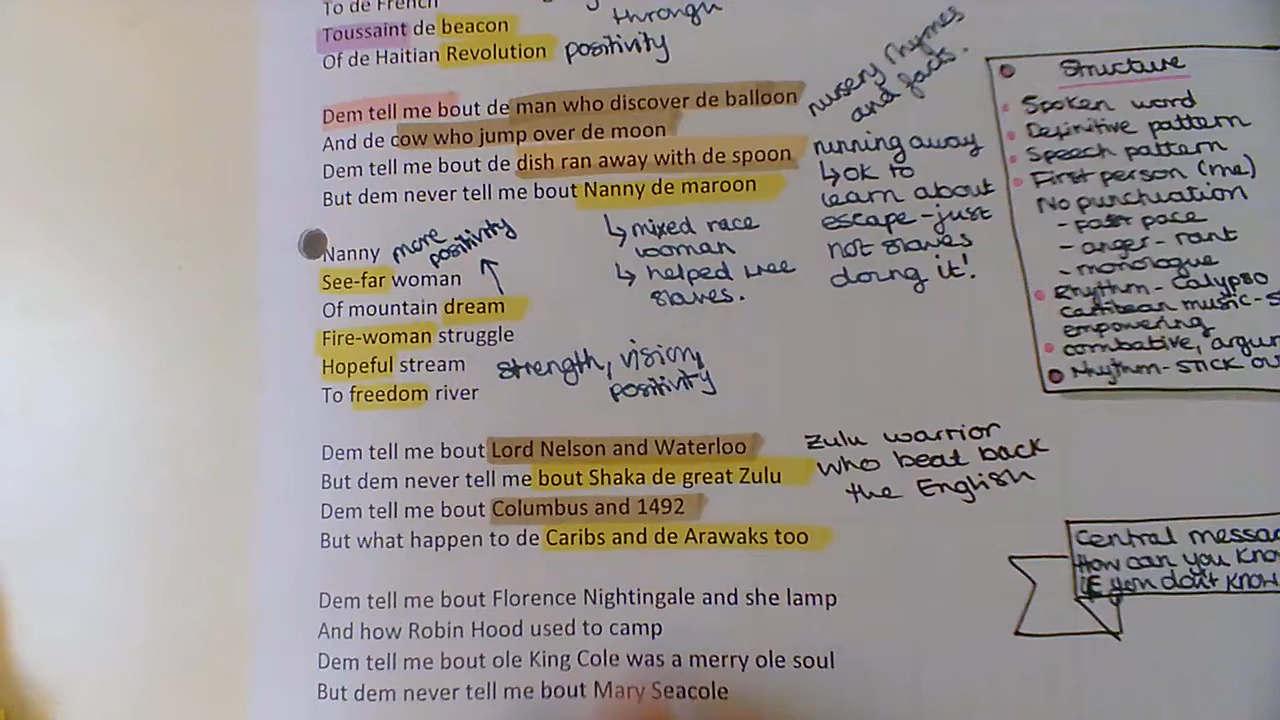 To de French
through
Toussaint de beacon
Of de Haitian Revolution
positivity
Dem tell me bout de man who discover de balloon
And de cow who jump over de moon
Dem tell me bout de dish ran away with de spoon
But dem never tell me bout Nanny de maroon
nursery rhymes
and facts.
running away
↳ ok to
learn about
escape - just
not slaves
doing it!
↳ mixed race
woman
↳ helped free
slaves.
Nanny
more
positivity
See-far woman
Of mountain dream
Fire-woman struggle
Hopeful stream
To freedom river
strength, vision,
positivity
Dem tell me bout Lord Nelson and Waterloo
But dem never tell me bout Shaka de great Zulu
Dem tell me bout Columbus and 1492
But what happen to de Caribs and de Arawaks too
Zulu warrior
who beat back
the English
Dem tell me bout Florence Nightingale and she lamp
And how Robin Hood used to camp
Dem tell me bout ole King Cole was a merry ole soul
But dem never tell me bout Mary Seacole
Structure
Spoken word
Definitive pattern
Speech pattern
First person (me)
No punctuation
- fast pace
- anger - rant
- monologue
Rhythm - Calypso
Caribbean music -
empowering
combative,
Rhythm - stick
Central
How can you
if you don't know